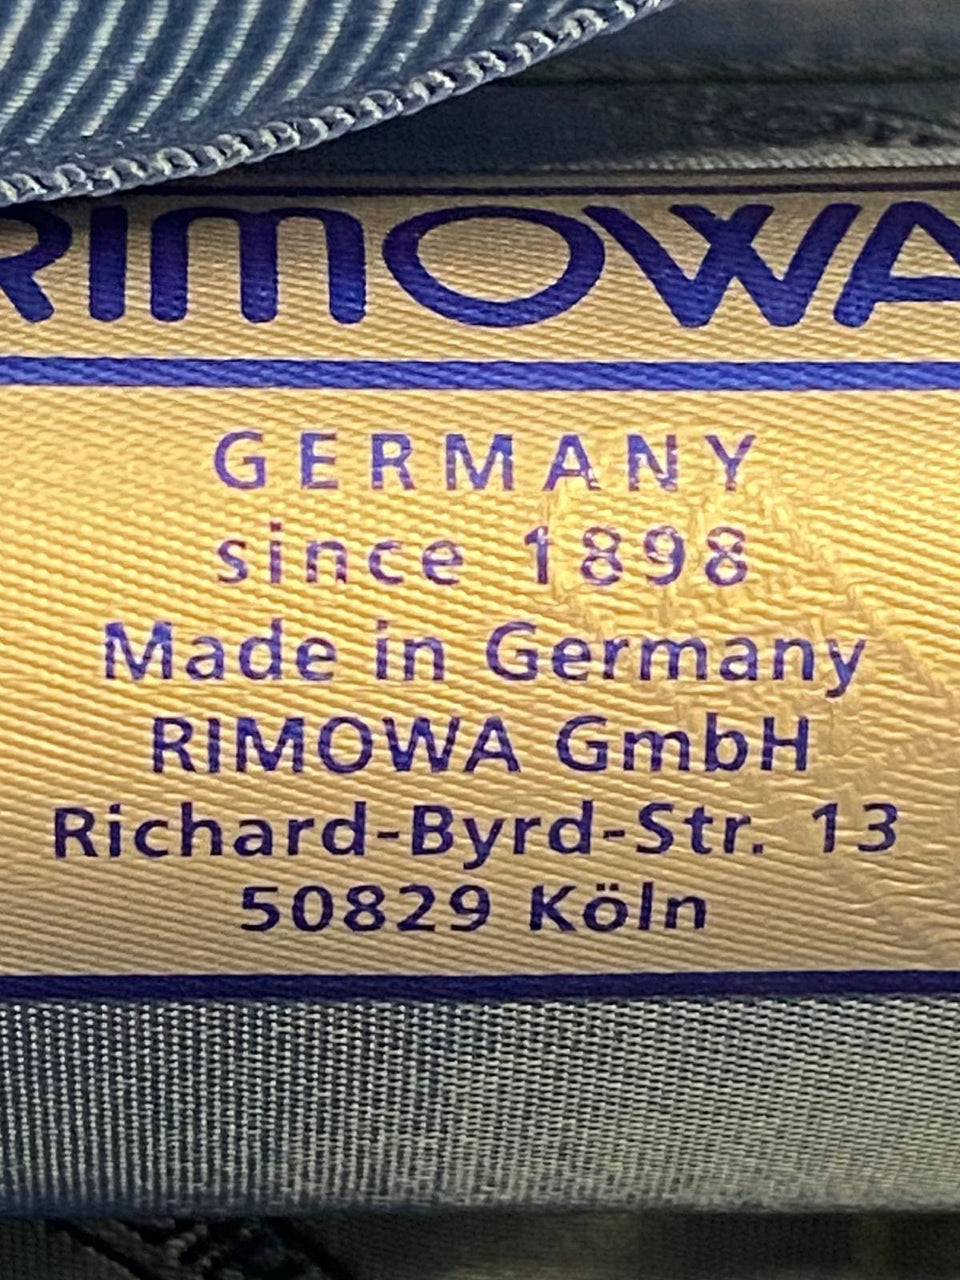 RIMOWA
GERMANY
since 1898
Made in Germany
RIMOWA GmbH
Richard-Byrd-Str. 13
50829 Köln